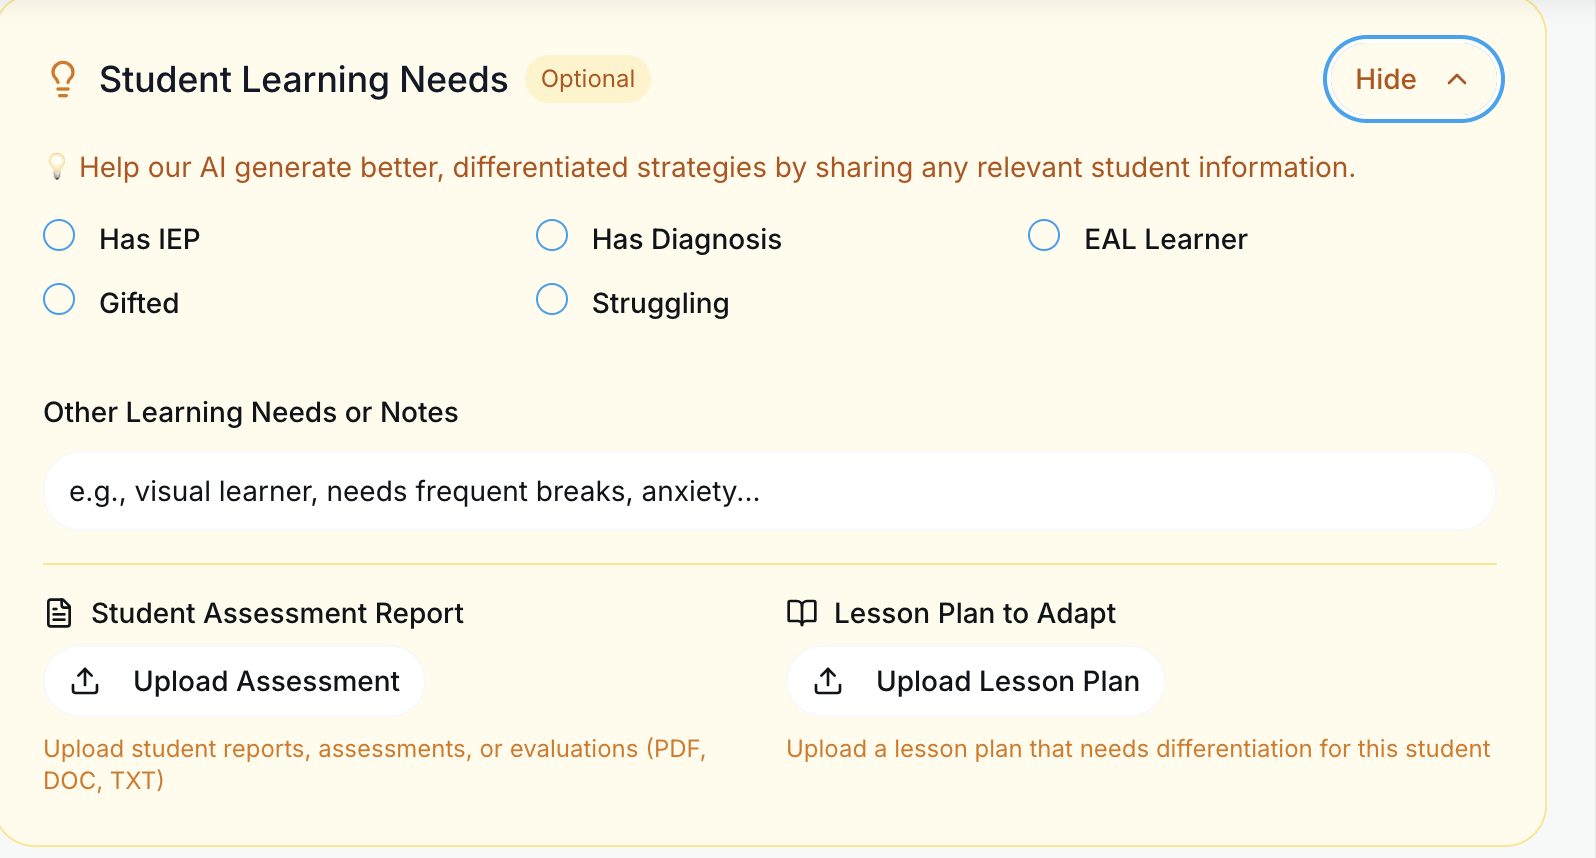 Student Learning Needs Optional Hide
Help our AI generate better, differentiated strategies by sharing any relevant student information.
Has IEP Has Diagnosis EAL Learner
Gifted Struggling
Other Learning Needs or Notes
e.g., visual learner, needs frequent breaks, anxiety...
Student Assessment Report
Upload Assessment
Upload student reports, assessments, or evaluations (PDF,
DOC, TXT)
Lesson Plan to Adapt
Upload Lesson Plan
Upload a lesson plan that needs differentiation for this student